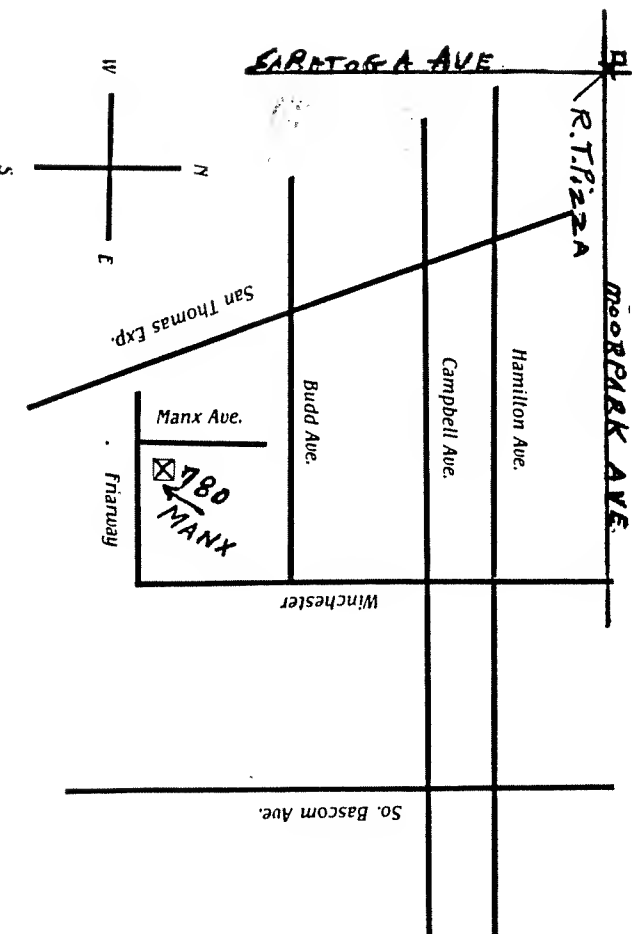 SARATOGA AVE
R.T.PizzA
MOORPARK AVE.
W
N
S
E
San Thomas Exp.
Hamilton Ave.
Campbell Ave.
Budd Ave.
Manx Ave.
780
MANX
Friarway
Winchester
So. Bascom Ave.